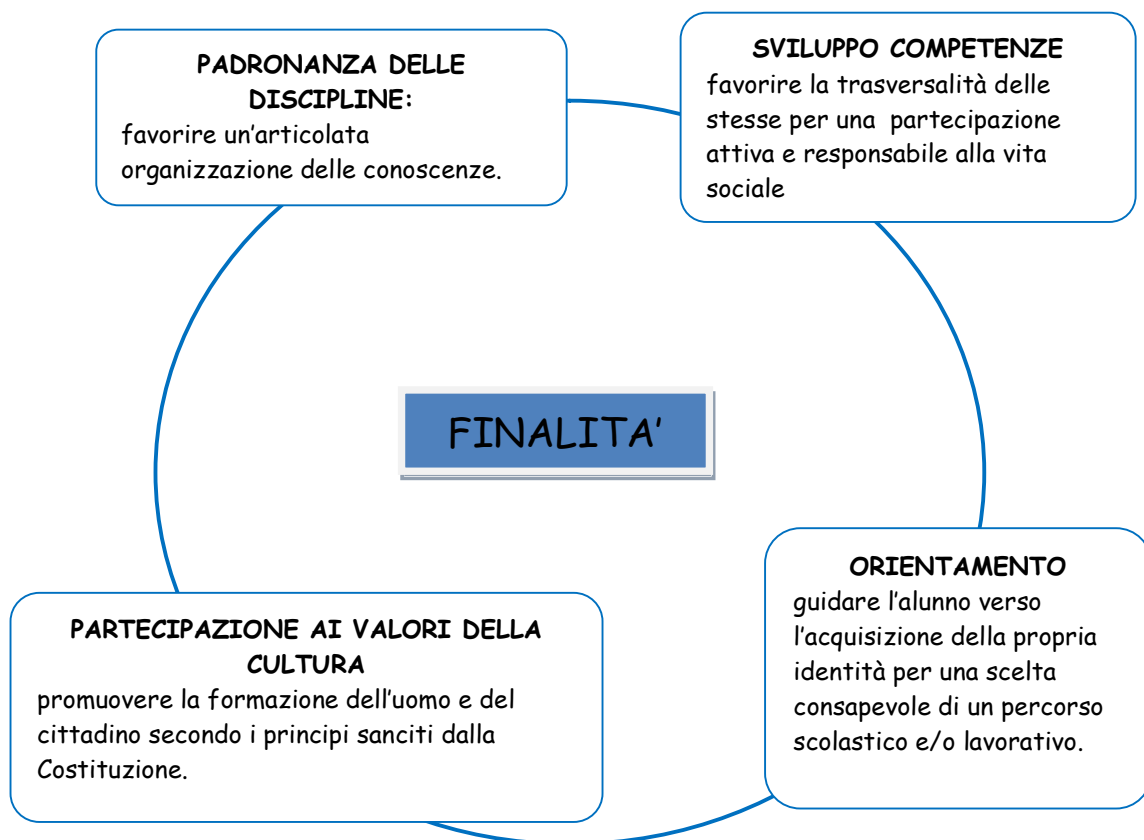 PADRONANZA DELLE
DISCIPLINE:
favorire un'articolata
organizzazione delle conoscenze.
SVILUPPO COMPETENZE
favorire la trasversalità delle
stesse per una partecipazione
attiva e responsabile alla vita
sociale
FINALITA'
PARTECIPAZIONE AI VALORI DELLA
CULTURA
promuovere la formazione dell'uomo e del
cittadino secondo i principi sanciti dalla
Costituzione.
ORIENTAMENTO
guidare l'alunno verso
l'acquisizione della propria
identità per una scelta
consapevole di un percorso
scolastico e/o lavorativo.